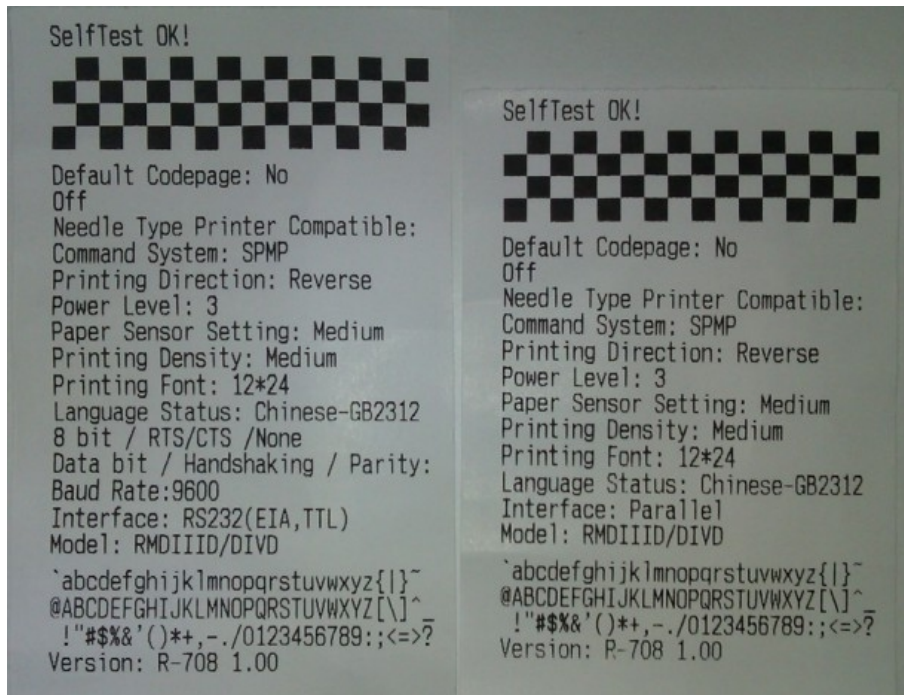 SelfTest OK!
Default Codepage: No
Off
Needle Type Printer Compatible:
Command System: SPMP
Printing Direction: Reverse
Power Level: 3
Paper Sensor Setting: Medium
Printing Density: Medium
Printing Font: 12*24
Language Status: Chinese-GB2312
8 bit / RTS/CTS /None
Data bit / Handshaking / Parity:
Baud Rate:9600
Interface: RS232(EIA,TTL)
Model: RMDIIID/DIVD
`abcdefghijklmnopqrstuvwxyz{|}~
@ABCDEFGHIJKLMNOPQRSTUVWXYZ[\]^_
!"#$%&'()*+,-./0123456789:;<=>?
Version: R-708 1.00
SelfTest OK!
Default Codepage: No
Off
Needle Type Printer Compatible:
Command System: SPMP
Printing Direction: Reverse
Power Level: 3
Paper Sensor Setting: Medium
Printing Density: Medium
Printing Font: 12*24
Language Status: Chinese-GB2312
Interface: Parallel
Model: RMDIIID/DIVD
`abcdefghijklmnopqrstuvwxyz{|}~
@ABCDEFGHIJKLMNOPQRSTUVWXYZ[\]^_
!"#$%&'()*+,-./0123456789:;<=>?
Version: R-708 1.00